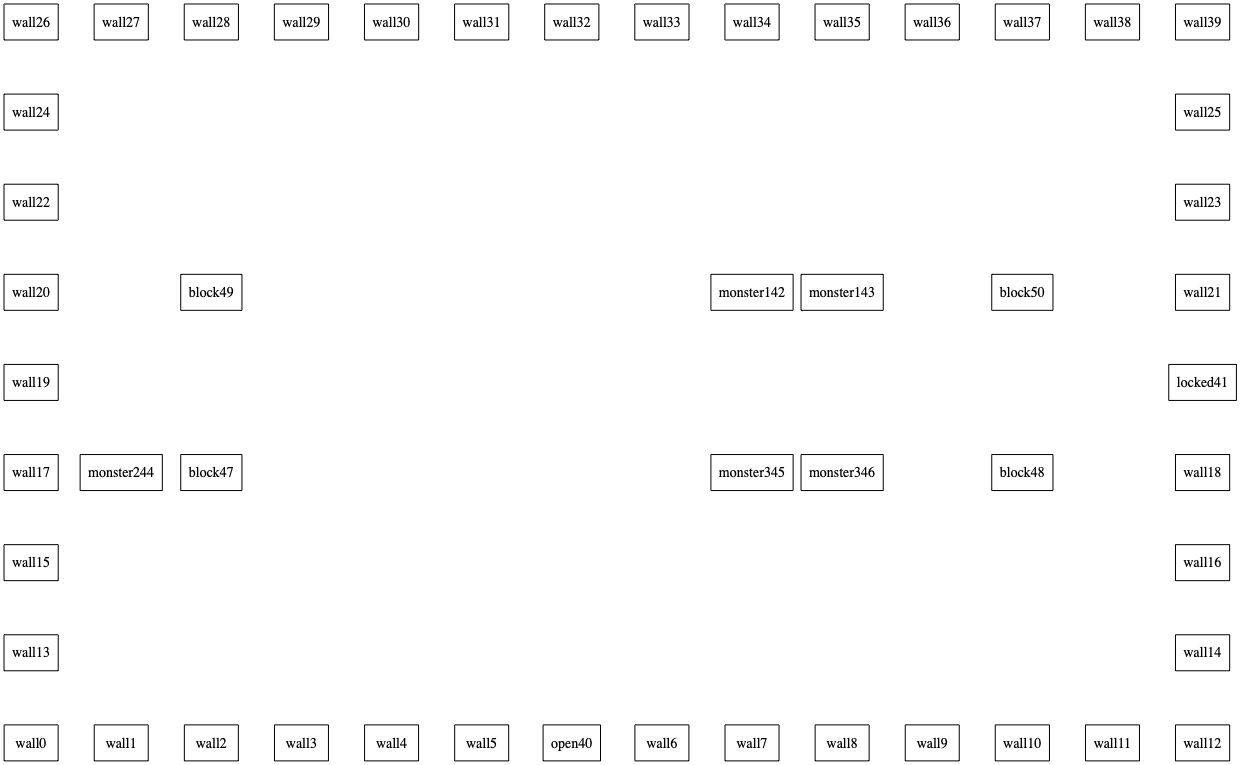 wall26 wall27 wall28 wall29 wall30 wall31 wall32 wall33 wall34 wall35 wall36 wall37 wall38 wall39
wall24 wall25
wall22 wall23
wall20 block49 monster142 monster143 block50 wall21
wall19 locked41
wall17 monster244 block47 monster345 monster346 block48 wall18
wall15 wall16
wall13 wall14
wall0 wall1 wall2 wall3 wall4 wall5 open40 wall6 wall7 wall8 wall9 wall10 wall11 wall12